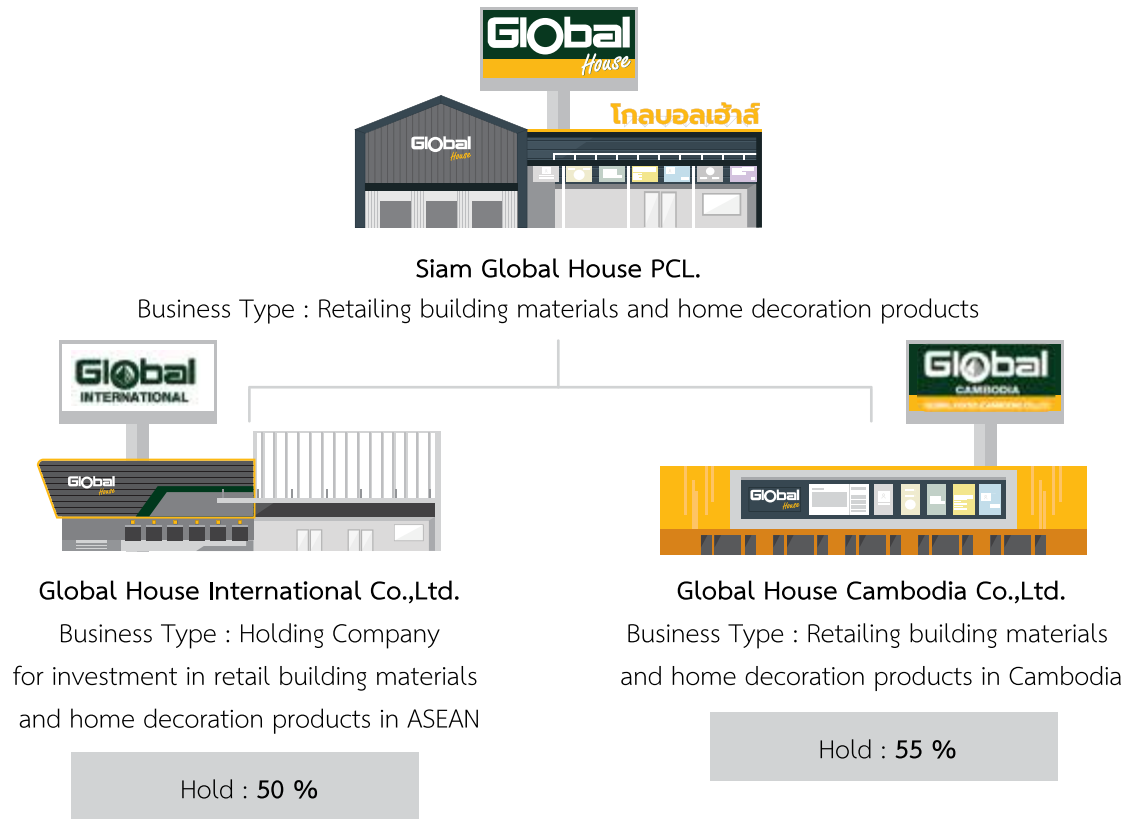 Global
House
โกลบอลเฮ้าส์
Global
House
Siam Global House PCL.
Business Type : Retailing building materials and home decoration products
Global
INTERNATIONAL
Global
CAMBODIA
Global
House
Global
House
Global House International Co.,Ltd.
Business Type : Holding Company
for investment in retail building materials
and home decoration products in ASEAN
Hold : 50 %
Global House Cambodia Co.,Ltd.
Business Type : Retailing building materials
and home decoration products in Cambodia
Hold : 55 %